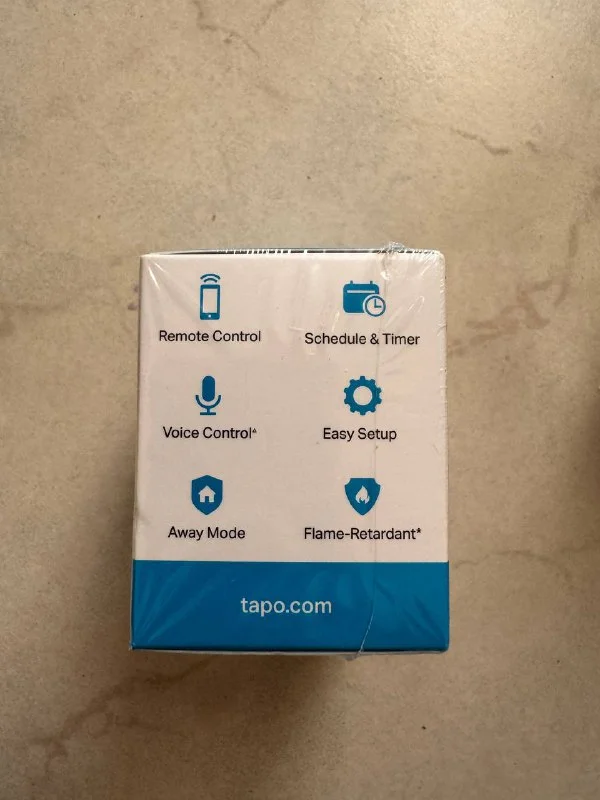 Remote Control
Schedule & Timer
Voice Control▵
Easy Setup
Away Mode
Flame-Retardant*
tapo.com